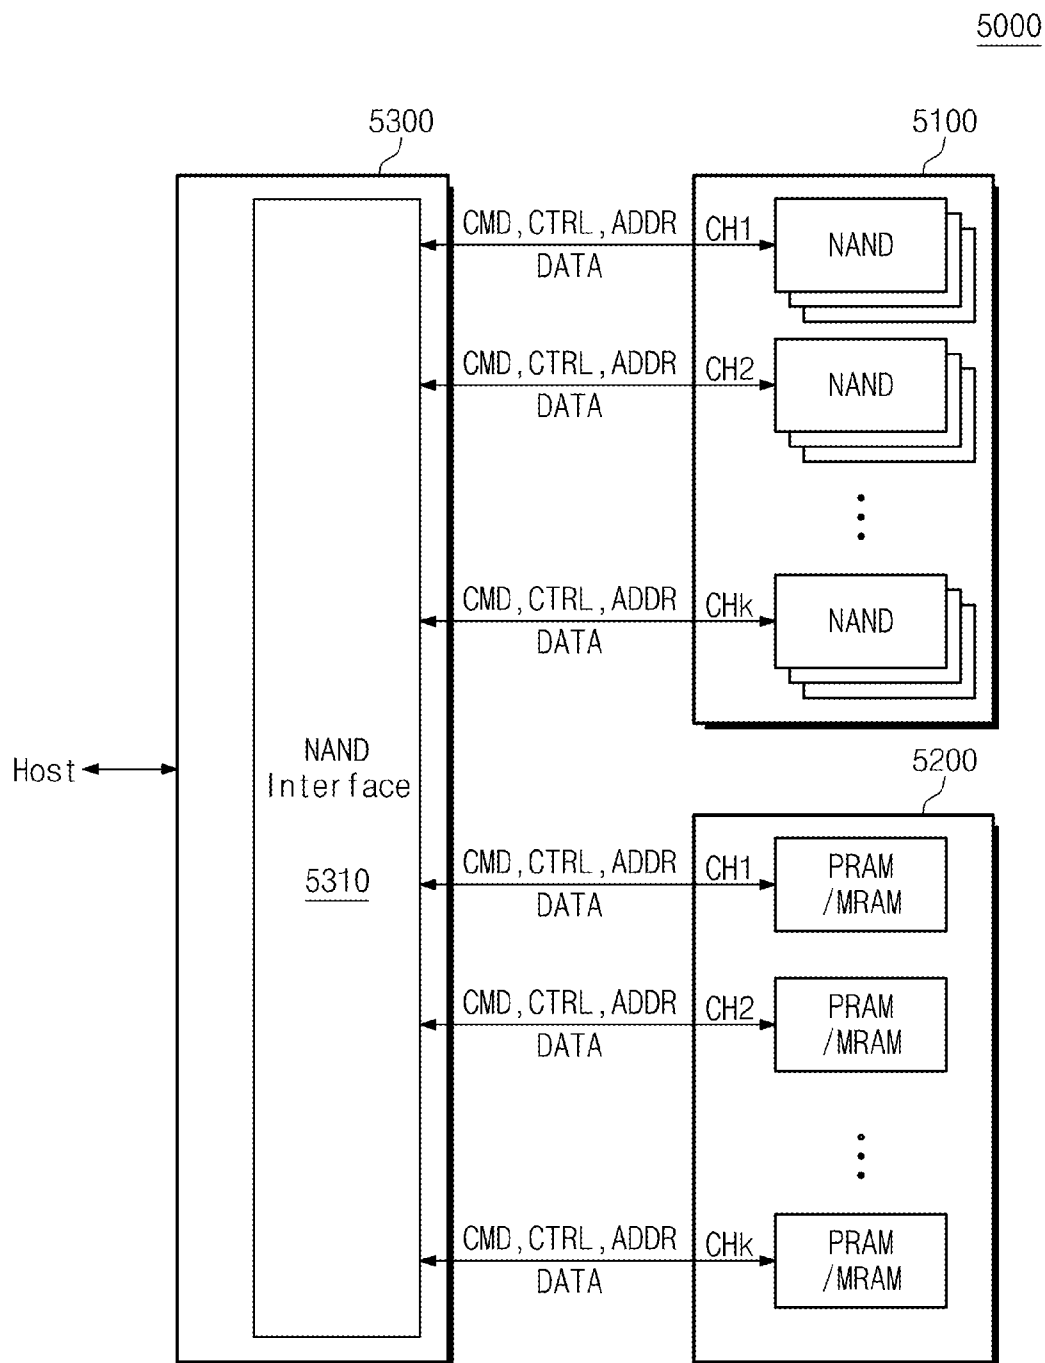 5000
5300
5100
CMD, CTRL, ADDR
DATA
CH1
NAND
CMD, CTRL, ADDR
DATA
CH2
NAND
CMD, CTRL, ADDR
DATA
CHk
NAND
Host
NAND
Interface
5310
5200
CMD, CTRL, ADDR
DATA
CH1
PRAM
/MRAM
CMD, CTRL, ADDR
DATA
CH2
PRAM
/MRAM
CMD, CTRL, ADDR
DATA
CHk
PRAM
/MRAM